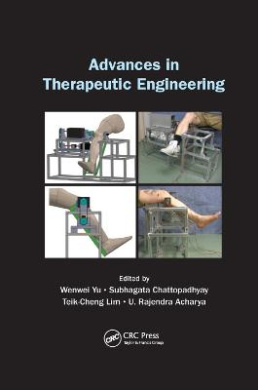 Advances in
Therapeutic Engineering
Edited by
Wenwei Yu • Subhagata Chattopadhyay
Teik-Cheng Lim • U. Rajendra Acharya
CRC
CRC Press
Taylor & Francis Group